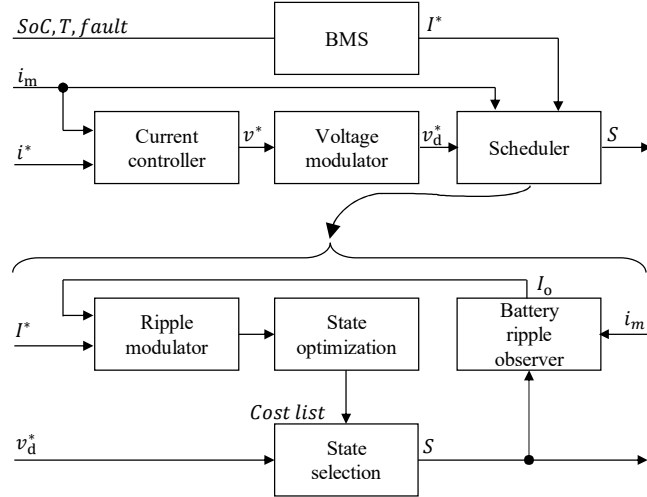 SoC, T, fault
BMS
I*
i_m
i*
Current
controller
v*
Voltage
modulator
v_d*
Scheduler
S
I_o
I*
Ripple
modulator
State
optimization
Battery
ripple
observer
i_m
Cost list
v_d*
State
selection
S